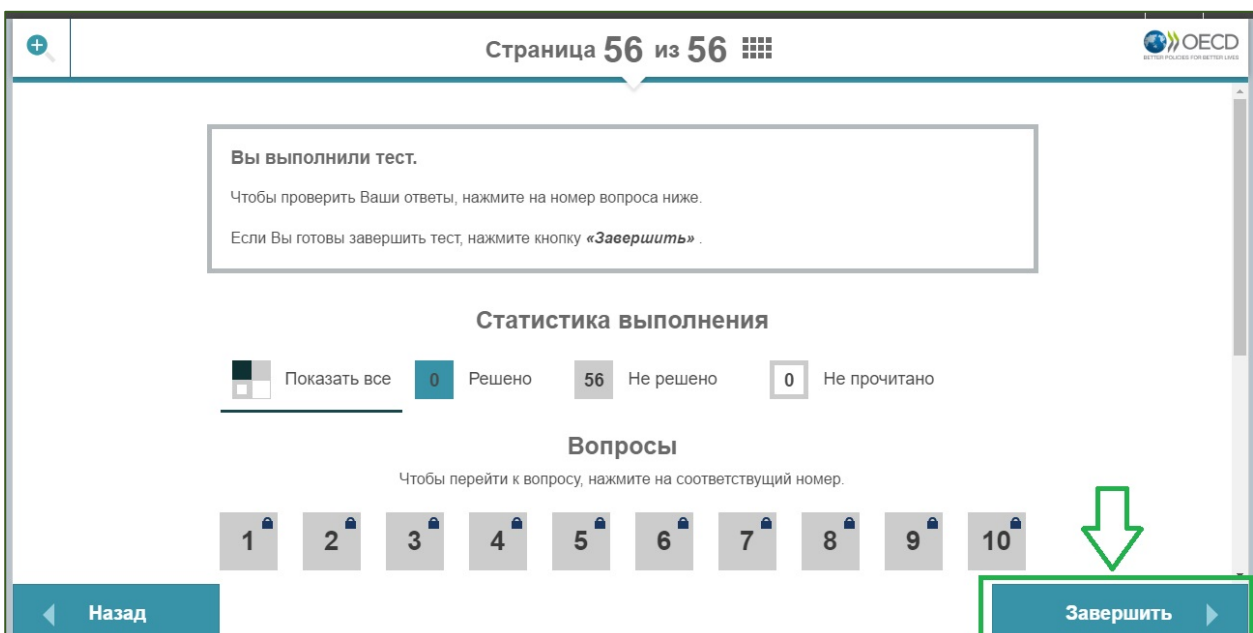 Страница 56 из 56
OECD
BETTER POLICIES FOR BETTER LIVES
Вы выполнили тест.
Чтобы проверить Ваши ответы, нажмите на номер вопроса ниже.
Если Вы готовы завершить тест, нажмите кнопку «Завершить» .
Статистика выполнения
Показать все 0 Решено 56 Не решено 0 Не прочитано
Вопросы
Чтобы перейти к вопросу, нажмите на соответствущий номер.
1 2 3 4 5 6 7 8 9 10
Назад Завершить